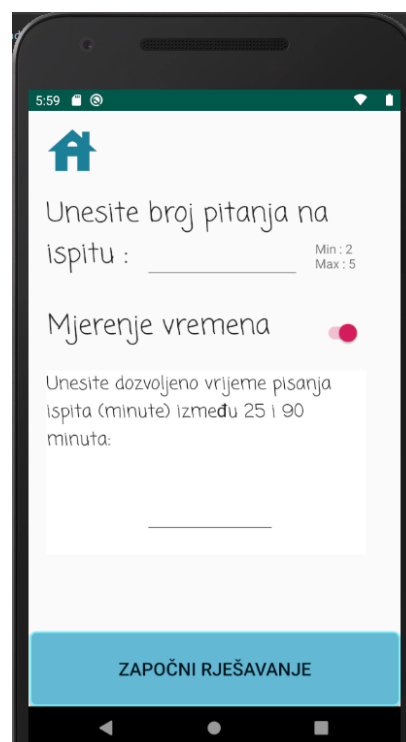 5:59
Unesite broj pitanja na
ispitu :
Min : 2
Max : 5
Mjerenje vremena
Unesite dozvoljeno vrijeme pisanja
ispita (minute) između 25 i 90
minuta:
ZAPOČNI RJEŠAVANJE